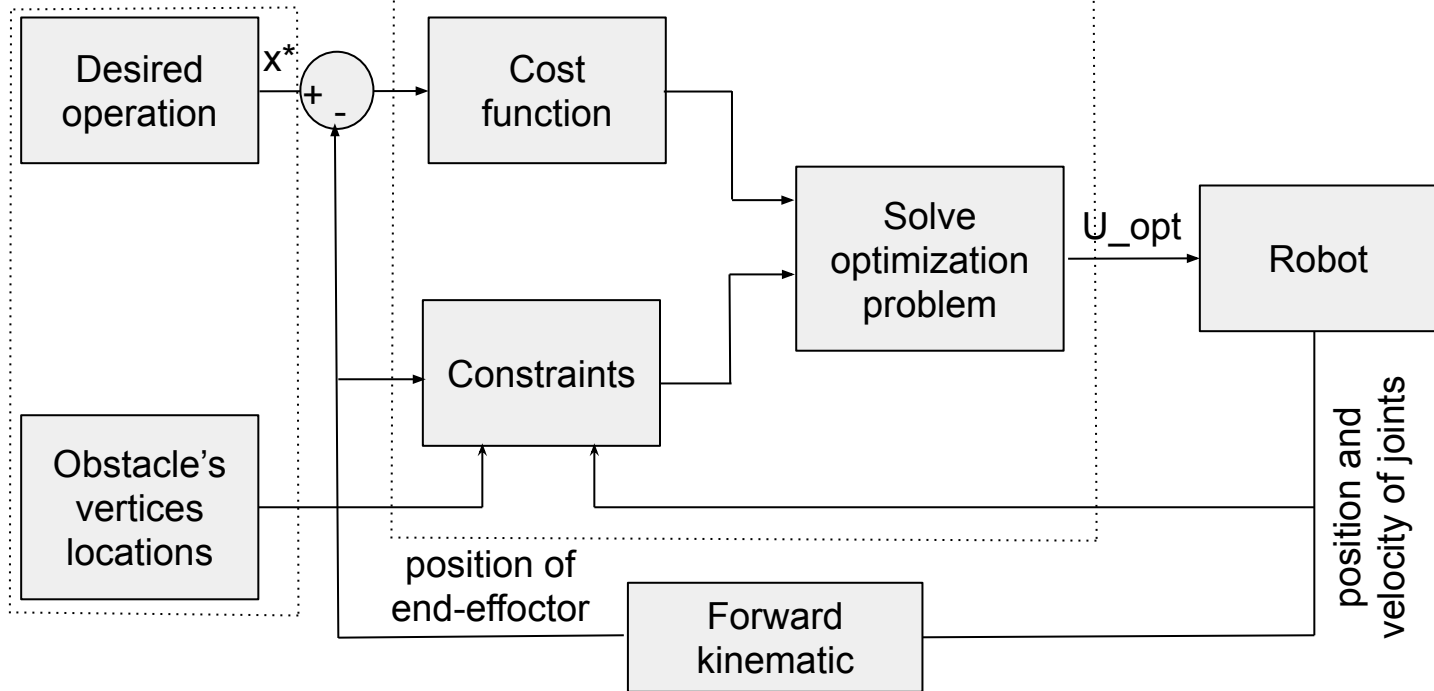 Desired
operation
x*
+
-
Cost
function
Solve
optimization
problem
U_opt
Robot
Constraints
Obstacle's
vertices
locations
position and
velocity of joints
position of
end-effoctor
Forward
kinematic